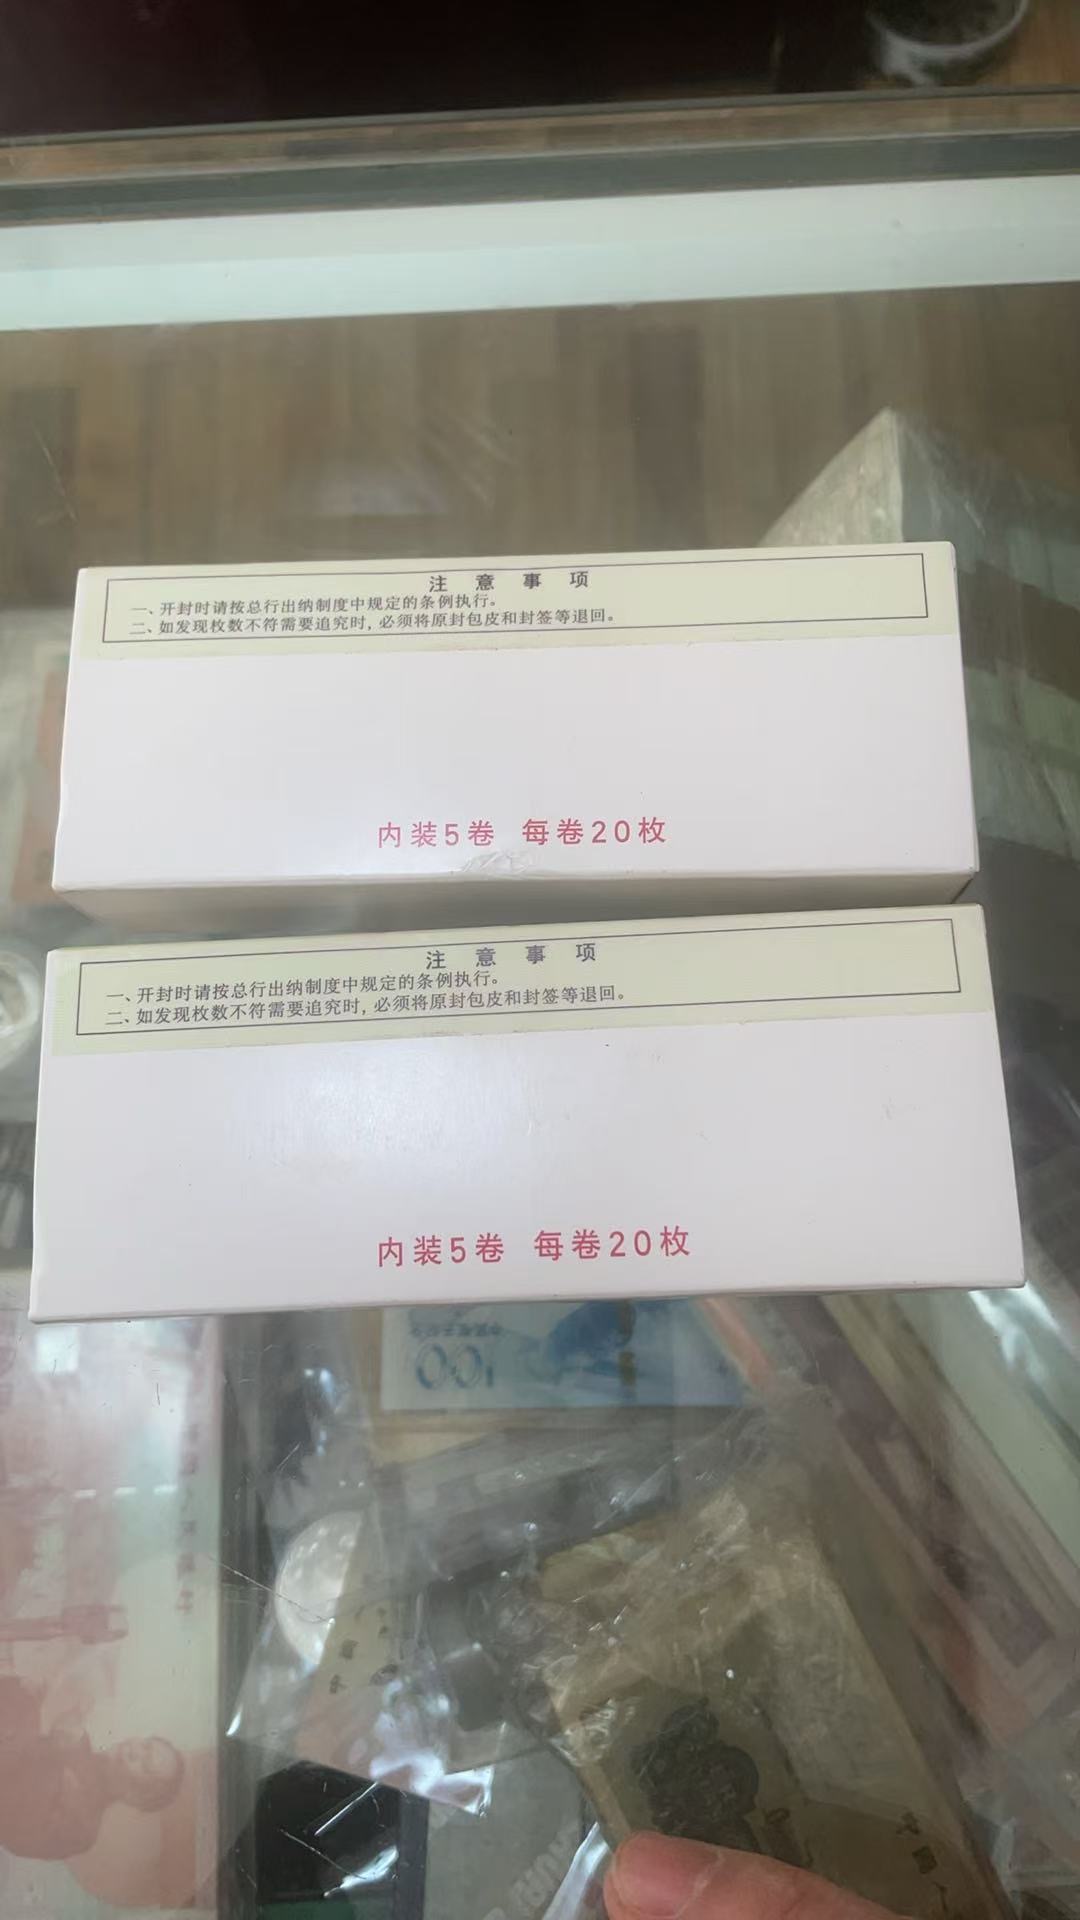 注意事项
一、开封时请按总行出纳制度中规定的条例执行。
二、如发现枚数不符需要追究时，必须将原封包皮和封签等退回。
内装5卷 每卷20枚
注意事项
一、开封时请按总行出纳制度中规定的条例执行。
二、如发现枚数不符需要追究时，必须将原封包皮和封签等退回。
内装5卷 每卷20枚
100